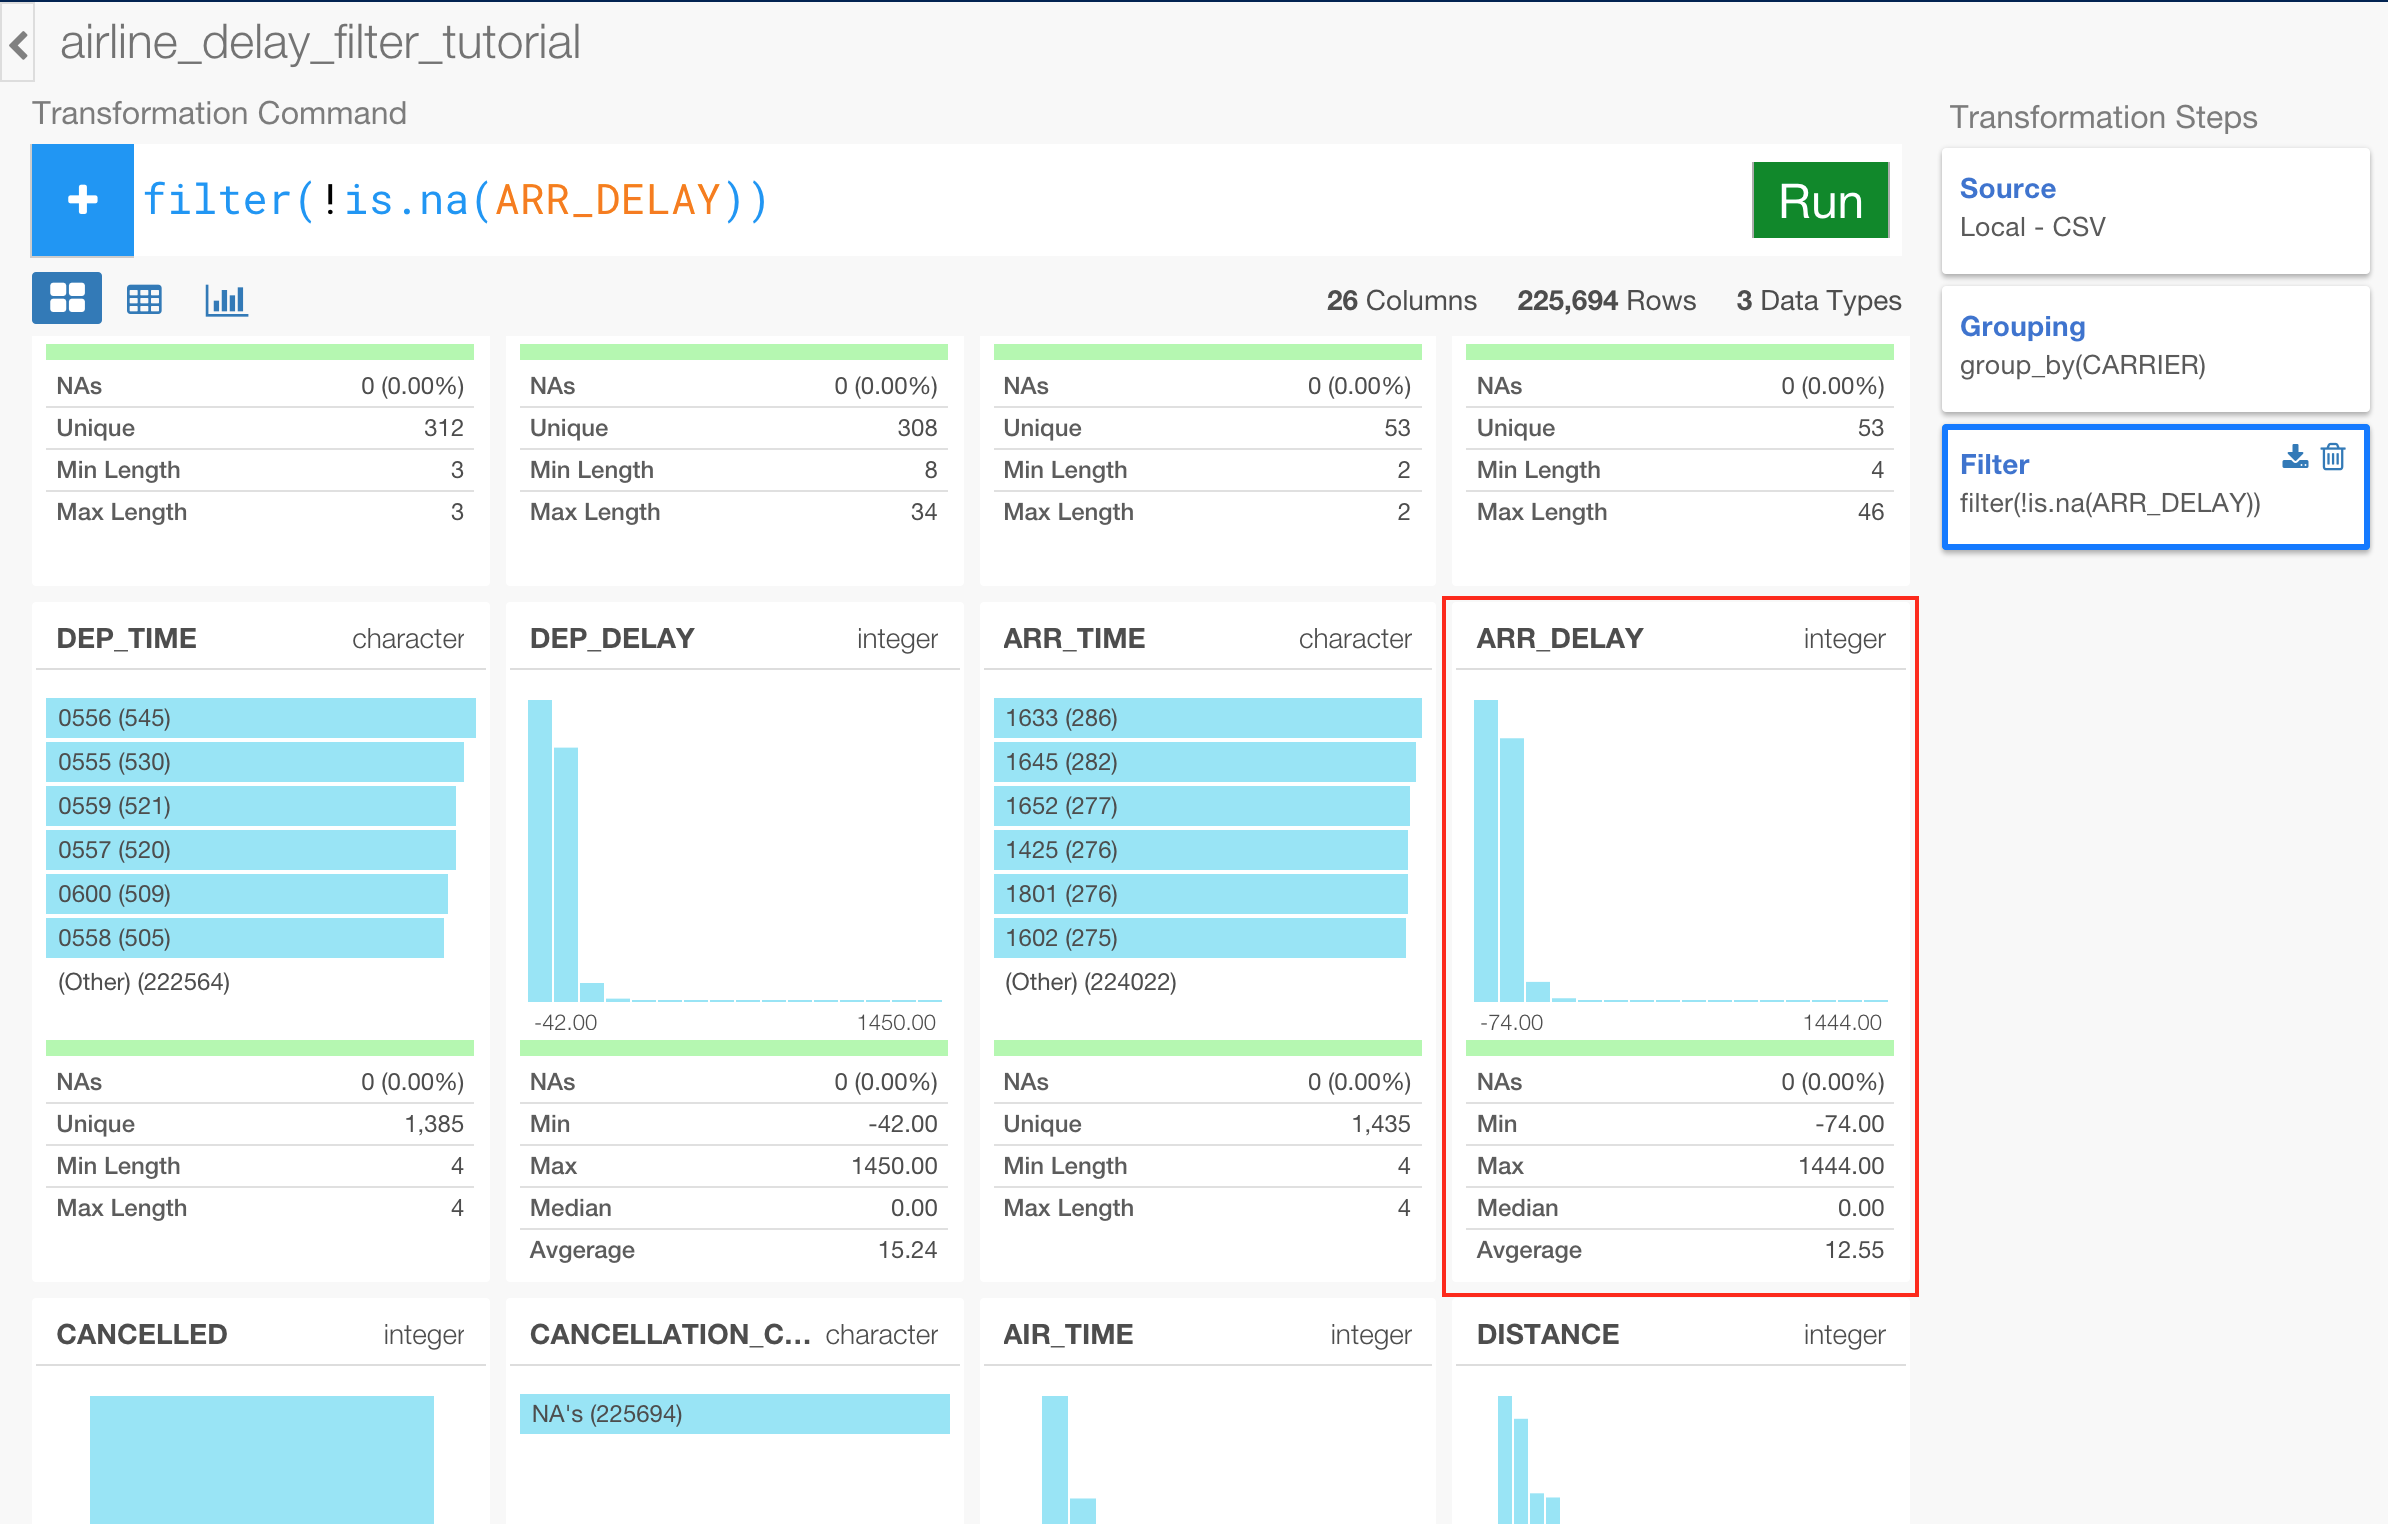 airline_delay_filter_tutorial
Transformation Command
filter(!is.na(ARR_DELAY))
Run
26 Columns 225,694 Rows 3 Data Types
NAs 0 (0.00%)
Unique 312
Min Length 3
Max Length 3
NAs 0 (0.00%)
Unique 308
Min Length 8
Max Length 34
NAs 0 (0.00%)
Unique 53
Min Length 2
Max Length 2
NAs 0 (0.00%)
Unique 53
Min Length 4
Max Length 46
DEP_TIME character
0556 (545)
0555 (530)
0559 (521)
0557 (520)
0600 (509)
0558 (505)
(Other) (222564)
NAs 0 (0.00%)
Unique 1,385
Min Length 4
Max Length 4
DEP_DELAY integer
-42.00 1450.00
NAs 0 (0.00%)
Min -42.00
Max 1450.00
Median 0.00
Avgerage 15.24
ARR_TIME character
1633 (286)
1645 (282)
1652 (277)
1425 (276)
1801 (276)
1602 (275)
(Other) (224022)
NAs 0 (0.00%)
Unique 1,435
Min Length 4
Max Length 4
ARR_DELAY integer
-74.00 1444.00
NAs 0 (0.00%)
Min -74.00
Max 1444.00
Median 0.00
Avgerage 12.55
CANCELLED integer
CANCELLATION_C... character
NA's (225694)
AIR_TIME integer
DISTANCE integer
Transformation Steps
Source
Local - CSV
Grouping
group_by(CARRIER)
Filter
filter(!is.na(ARR_DELAY))